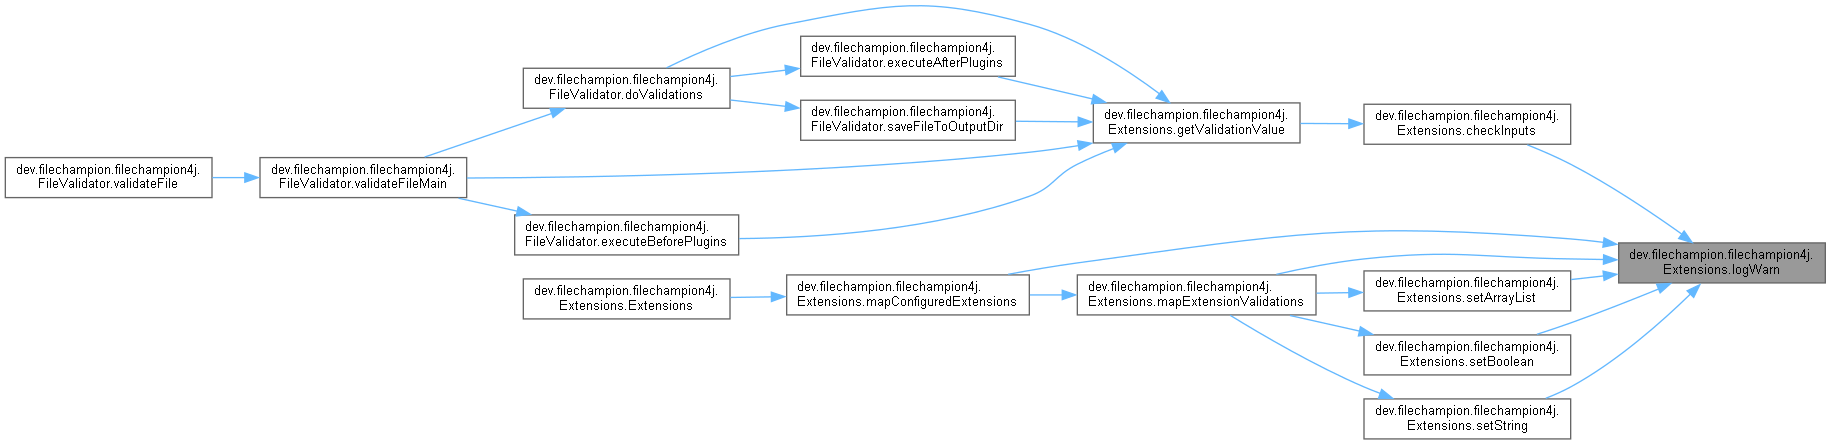 dev.filechampion.filechampion4j.
FileValidator.validateFile
dev.filechampion.filechampion4j.
FileValidator.validateFileMain
dev.filechampion.filechampion4j.
FileValidator.doValidations
dev.filechampion.filechampion4j.
FileValidator.executeBeforePlugins
dev.filechampion.filechampion4j.
Extensions.Extensions
dev.filechampion.filechampion4j.
FileValidator.executeAfterPlugins
dev.filechampion.filechampion4j.
FileValidator.saveFileToOutputDir
dev.filechampion.filechampion4j.
Extensions.mapConfiguredExtensions
dev.filechampion.filechampion4j.
Extensions.getValidationValue
dev.filechampion.filechampion4j.
Extensions.mapExtensionValidations
dev.filechampion.filechampion4j.
Extensions.checkInputs
dev.filechampion.filechampion4j.
Extensions.setArrayList
dev.filechampion.filechampion4j.
Extensions.setBoolean
dev.filechampion.filechampion4j.
Extensions.setString
dev.filechampion.filechampion4j.
Extensions.logWarn